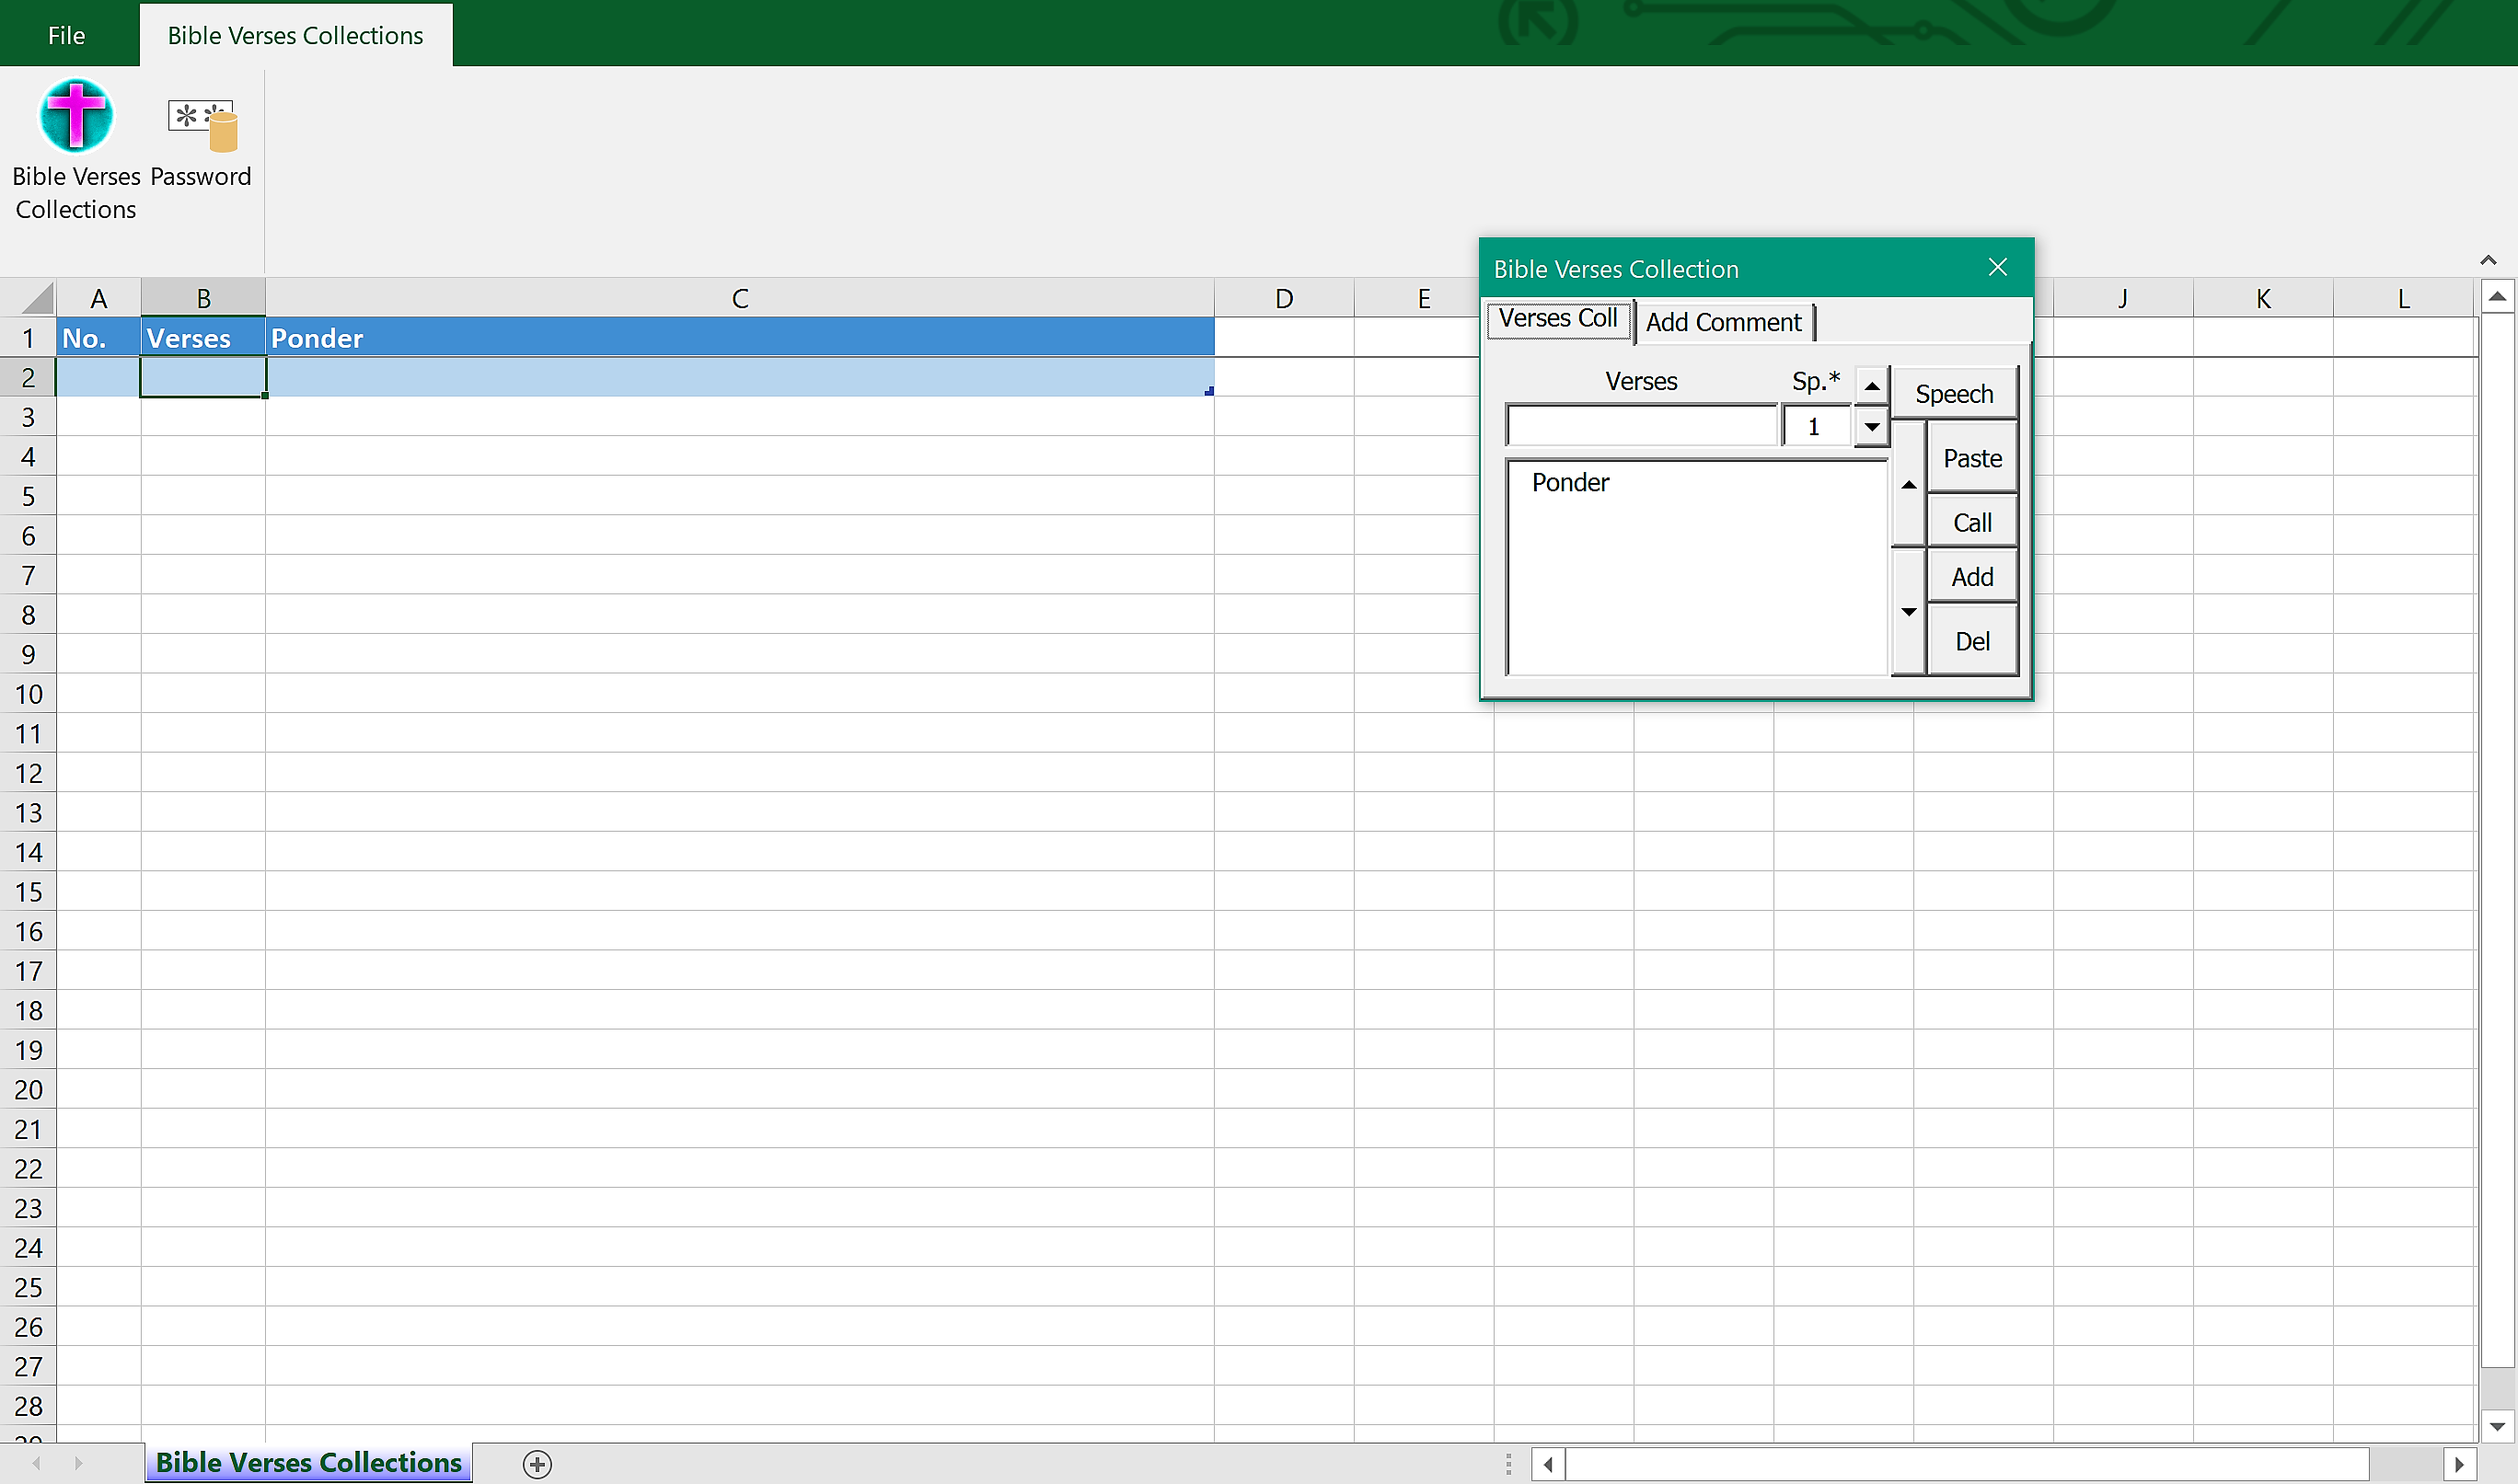 File
Bible Verses Collections
Bible Verses
Collections
Password
A B C D E J K L
Bible Verses Collection
Verses Coll
Add Comment
Verses Sp.*
Speech
1
Paste
Ponder
Call
Add
Del
1 No. Verses Ponder
2
3
4
5
6
7
8
9
10
11
12
13
14
15
16
17
18
19
20
21
22
23
24
25
26
27
28
Bible Verses Collections